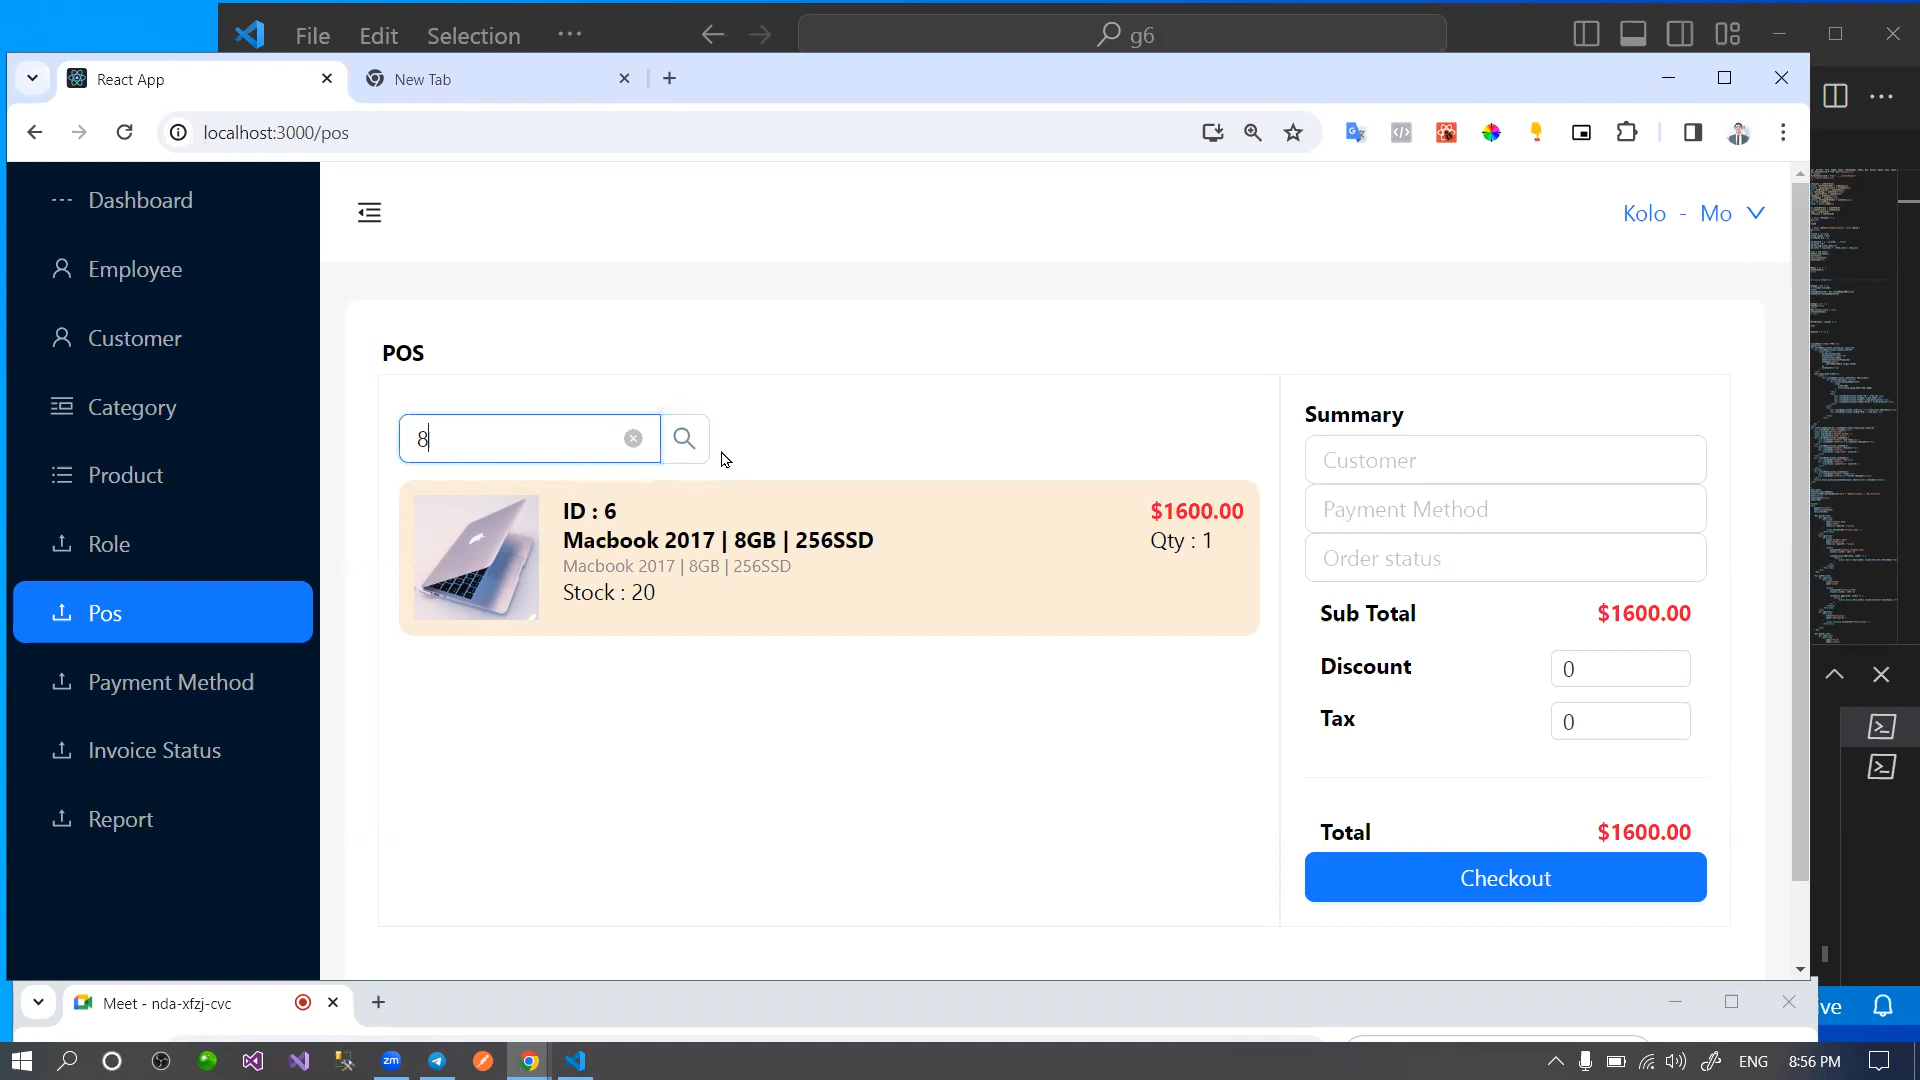 File Edit Selection ···
g6
React App
New Tab
localhost:3000/pos
Dashboard
Employee
Customer
Category
Product
Role
Pos
Payment Method
Invoice Status
Report
Kolo - Mo
POS
8
ID : 6
Macbook 2017 | 8GB | 256SSD
Macbook 2017 | 8GB | 256SSD
Stock : 20
$1600.00
Qty : 1
Summary
Customer
Payment Method
Order status
Sub Total $1600.00
Discount 0
Tax 0
Total $1600.00
Checkout
Meet - nda-xfzj-cvc
ive
zm
ENG 8:56 PM